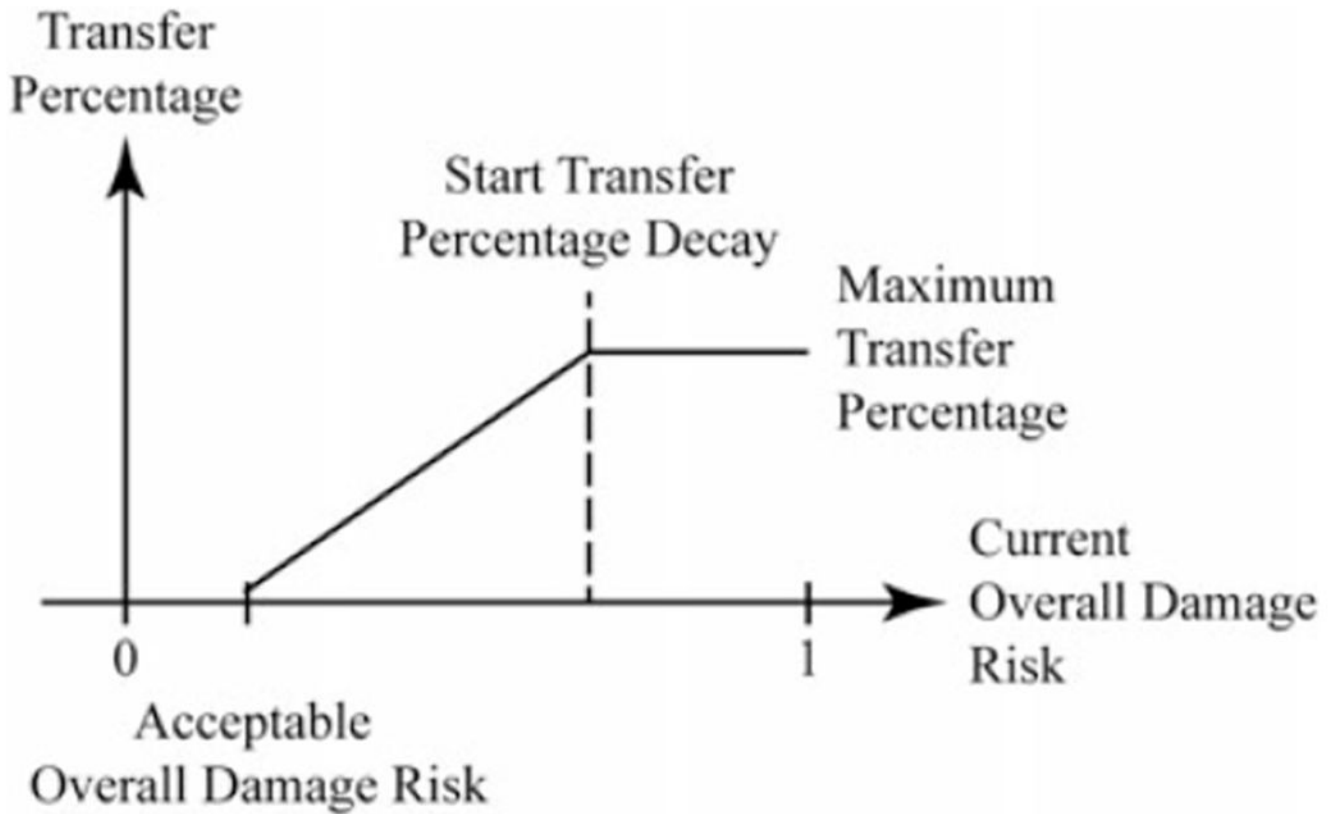 Transfer
Percentage
Start Transfer
Percentage Decay
Maximum
Transfer
Percentage
Current
Overall Damage
Risk
0
1
Acceptable
Overall Damage Risk